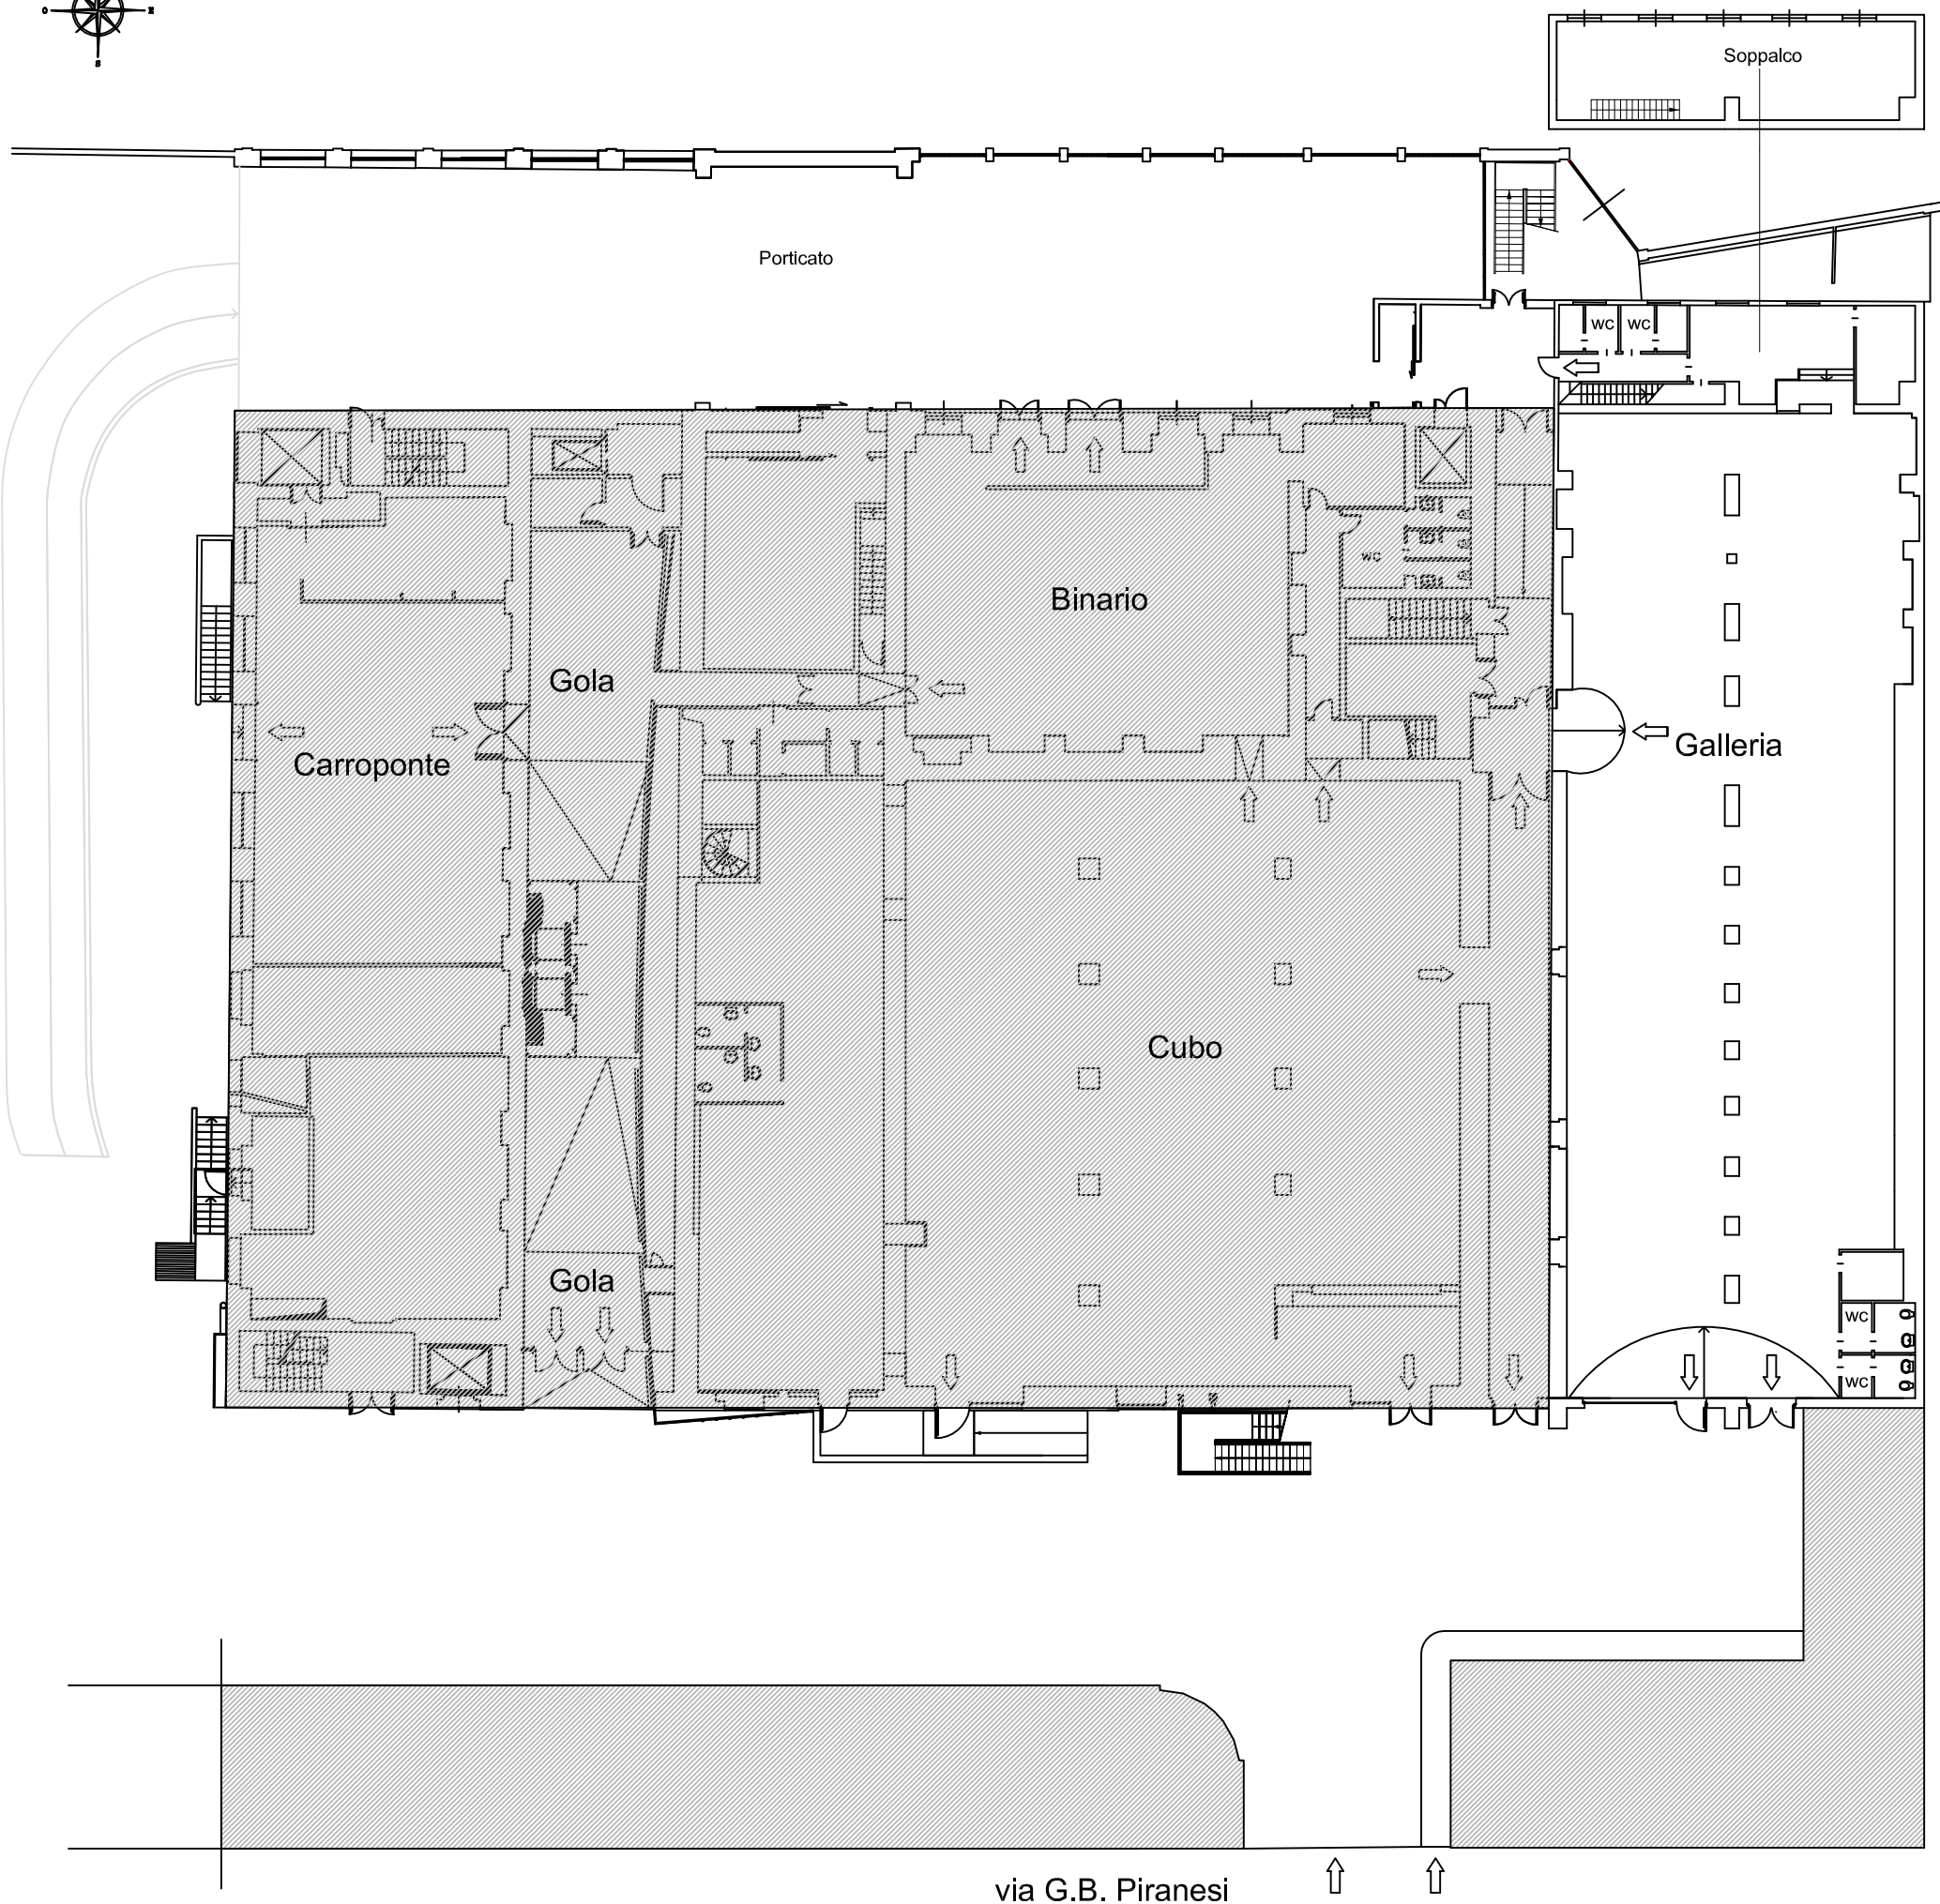 O
E
S
Soppalco
Porticato
WC
WC
Binario
WC
Gola
Galleria
Carroponte
Cubo
Gola
WC
WC
via G.B. Piranesi